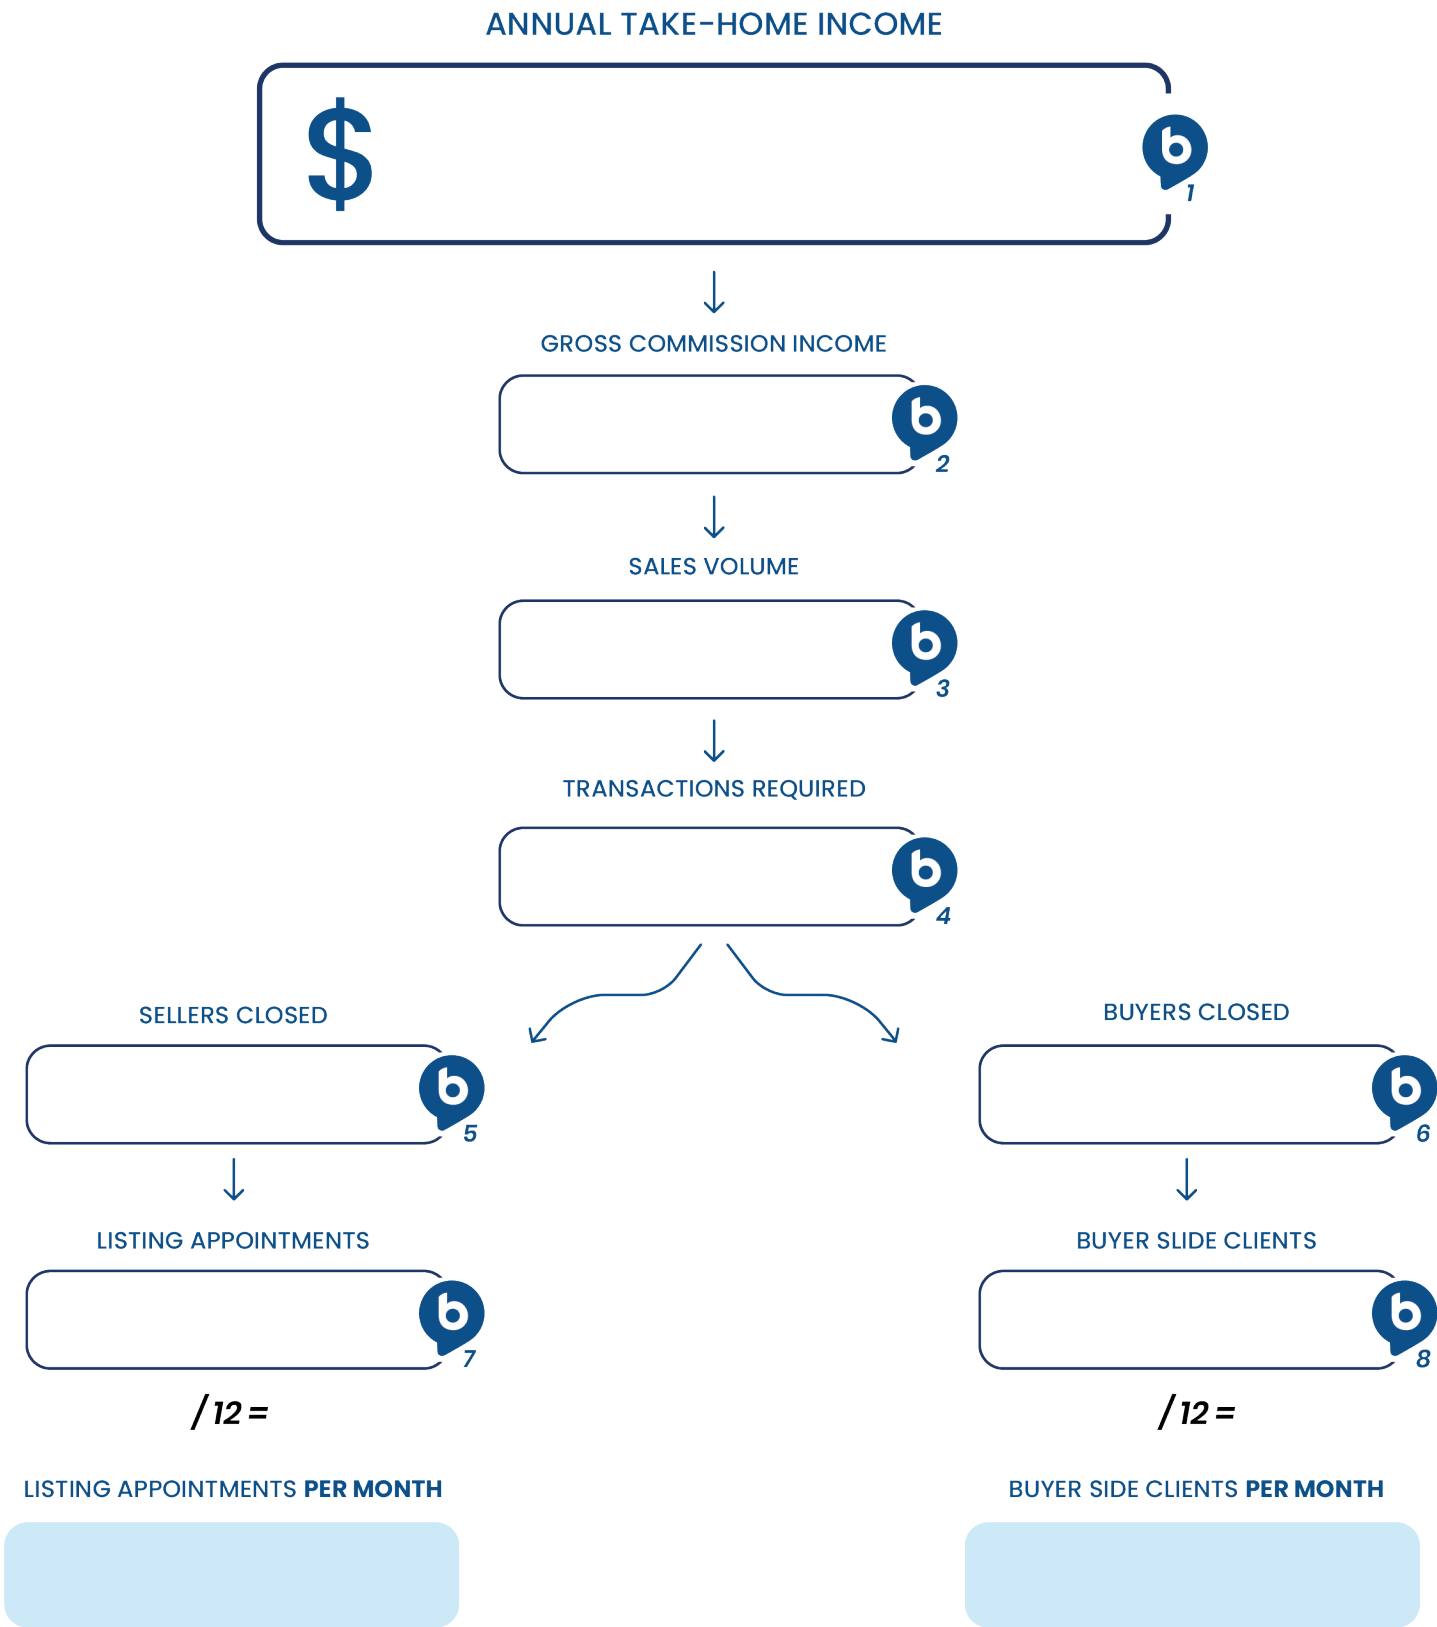 ANNUAL TAKE-HOME INCOME
$
b
1
GROSS COMMISSION INCOME
b
2
SALES VOLUME
b
3
TRANSACTIONS REQUIRED
b
4
SELLERS CLOSED
b
5
BUYERS CLOSED
b
6
LISTING APPOINTMENTS
b
7
BUYER SLIDE CLIENTS
b
8
/ 12 =
/ 12 =
LISTING APPOINTMENTS PER MONTH
BUYER SIDE CLIENTS PER MONTH